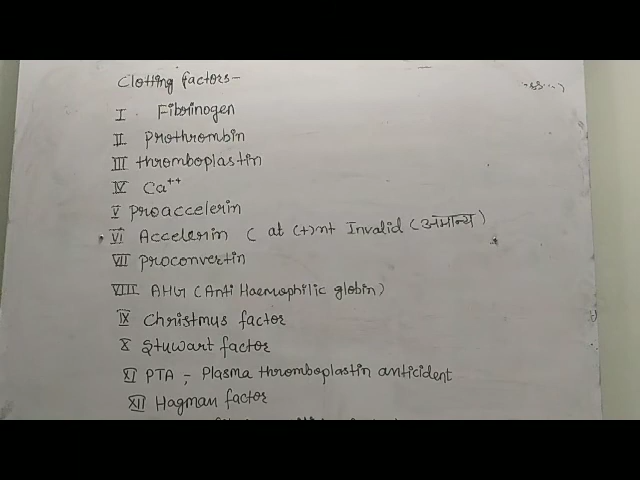 Clotting factors-
I . Fibrinogen
II Prothrombin
III thromboplastin
IV Ca++
V proaccelerin
VI Accelerin ( at (+)nt Invalid (अमान्य)
VII proconvertin
VIII AHG (Anti Haemophilic globin)
IX Christmus factor
X Stuwart factor
XI PTA ; Plasma thromboplastin anticident
XII Hagman factor